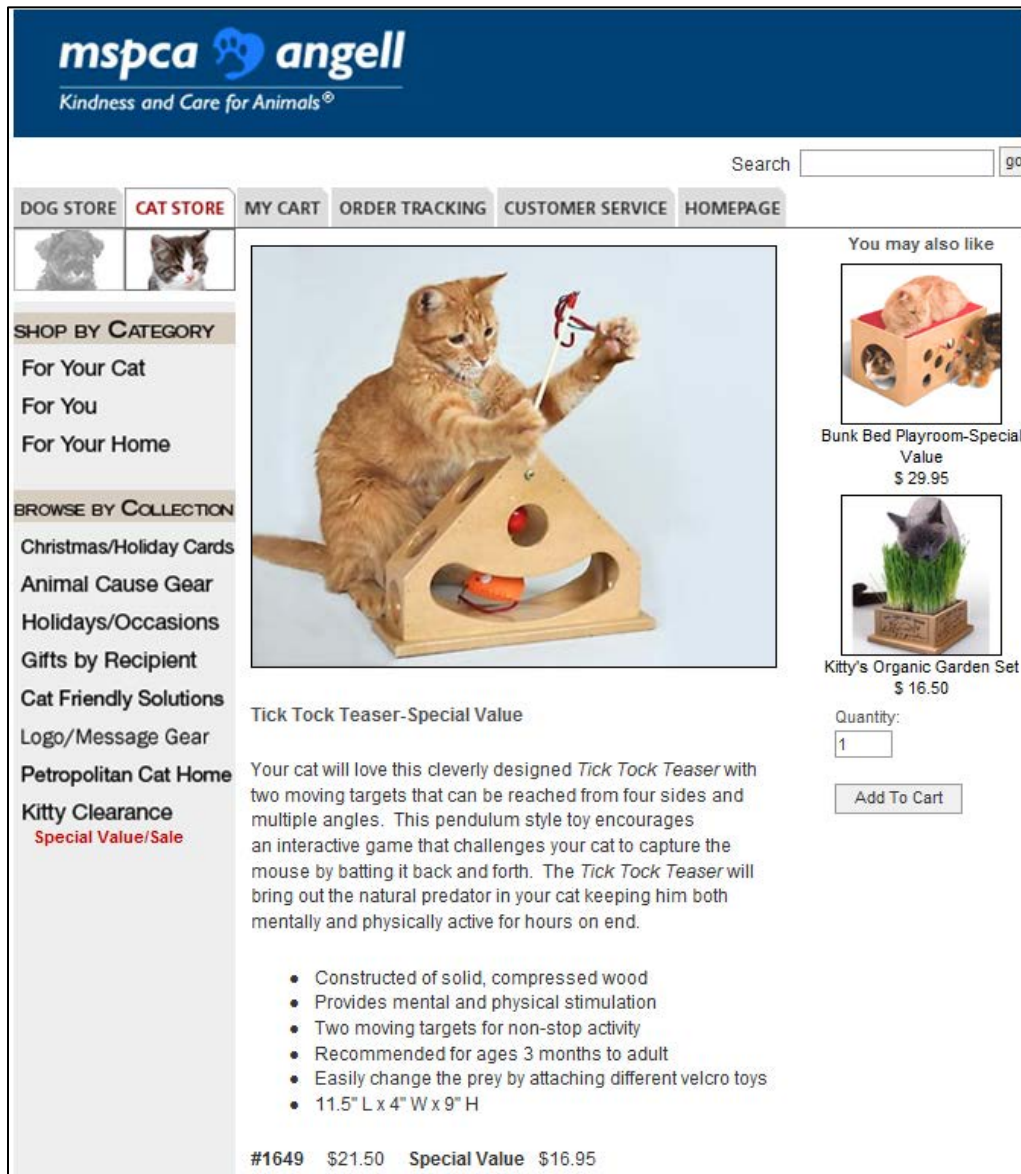 mspca angell
Kindness and Care for Animals®
Search
go
DOG STORE CAT STORE MY CART ORDER TRACKING CUSTOMER SERVICE HOMEPAGE
SHOP BY CATEGORY
For Your Cat
For You
For Your Home
BROWSE BY COLLECTION
Christmas/Holiday Cards
Animal Cause Gear
Holidays/Occasions
Gifts by Recipient
Cat Friendly Solutions
Logo/Message Gear
Petropolitan Cat Home
Kitty Clearance
Special Value/Sale
Tick Tock Teaser-Special Value
Your cat will love this cleverly designed Tick Tock Teaser with
two moving targets that can be reached from four sides and
multiple angles. This pendulum style toy encourages
an interactive game that challenges your cat to capture the
mouse by batting it back and forth. The Tick Tock Teaser will
bring out the natural predator in your cat keeping him both
mentally and physically active for hours on end.
• Constructed of solid, compressed wood
• Provides mental and physical stimulation
• Two moving targets for non-stop activity
• Recommended for ages 3 months to adult
• Easily change the prey by attaching different velcro toys
• 11.5" L x 4" W x 9" H
#1649 $21.50 Special Value $16.95
You may also like
Bunk Bed Playroom-Special
Value
$ 29.95
Kitty's Organic Garden Set
$ 16.50
Quantity:
1
Add To Cart